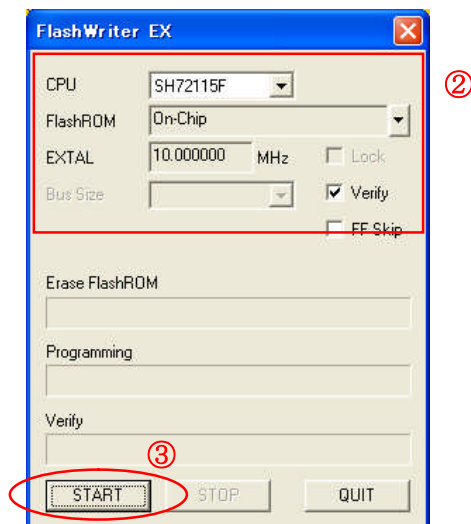 FlashWriter EX
②
CPU SH72115F
FlashROM On-Chip
EXTAL 10.000000 MHz Lock
Bus Size Verify
FF Skip
Erase FlashROM
Programming
Verify
③
START STOP QUIT